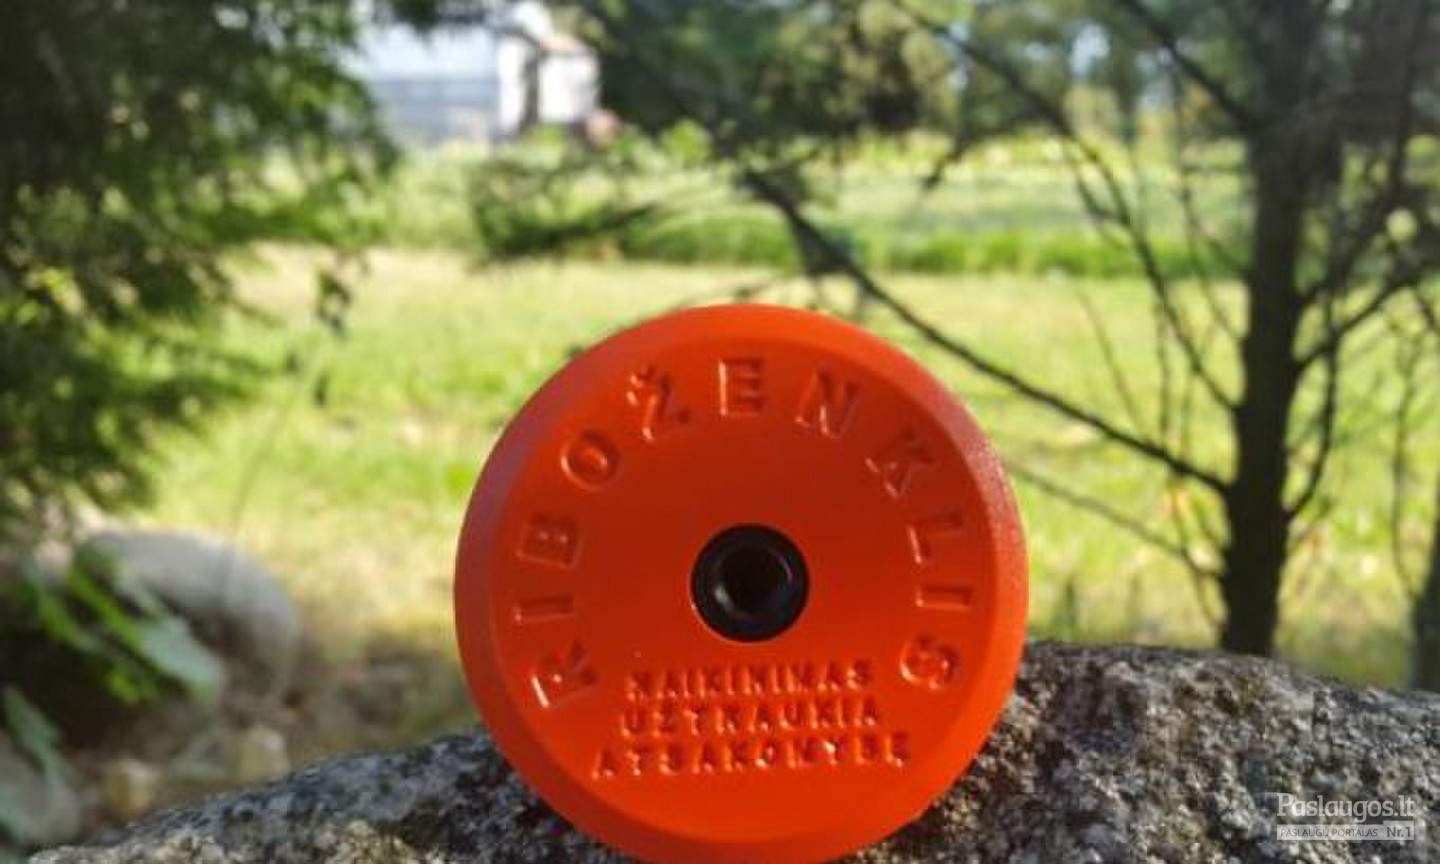 RIBOŽENKLIS
NAIKINIMAS
UŽTRAUKIA
ATSAKOMYBĘ
Paslaugos.lt
PASLAUGŲ PORTALAS Nr.1